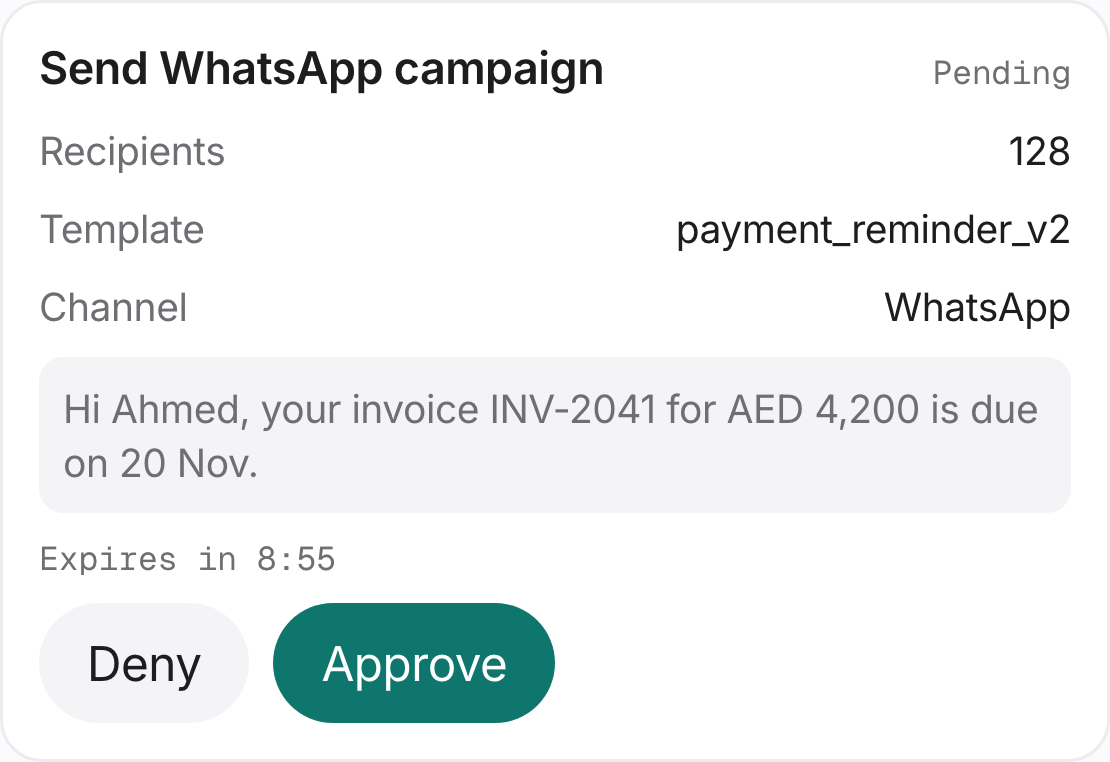 Send WhatsApp campaign
Pending
Recipients
128
Template
payment_reminder_v2
Channel
WhatsApp
Hi Ahmed, your invoice INV-2041 for AED 4,200 is due
on 20 Nov.
Expires in 8:55
Deny
Approve